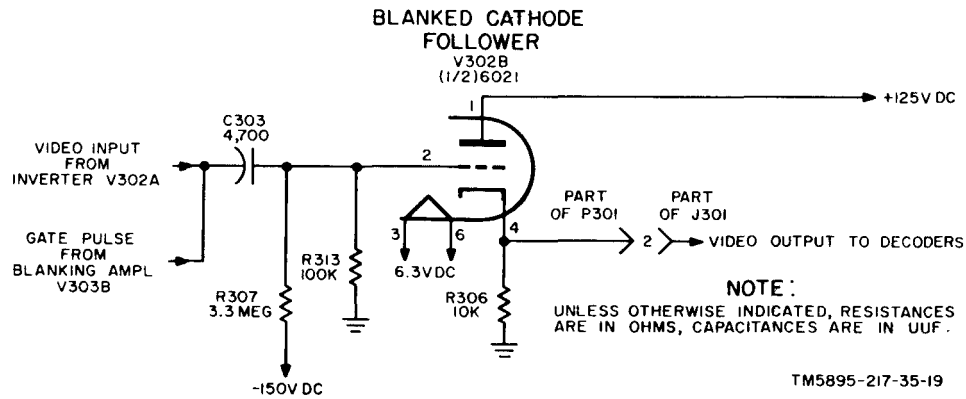 BLANKED CATHODE
FOLLOWER
V302B
(1/2)6021
1
+125V DC
C303
4,700
VIDEO INPUT
FROM
INVERTER V302A
2
GATE PULSE
FROM
BLANKING AMPL
V303B
3
6
4
6.3V DC
PART
OF P301
PART
OF J301
2
VIDEO OUTPUT TO DECODERS
R313
100K
R307
3.3 MEG
R306
10K
-150V DC
NOTE:
UNLESS OTHERWISE INDICATED, RESISTANCES
ARE IN OHMS, CAPACITANCES ARE IN UUF.
TM5895-217-35-19